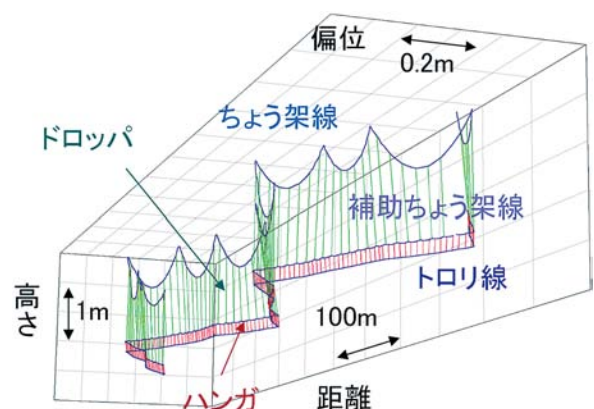 偏位
0.2m
ちょう架線
ドロッパ
補助ちょう架線
トロリ線
高さ
1m
100m
ハンガ
距離